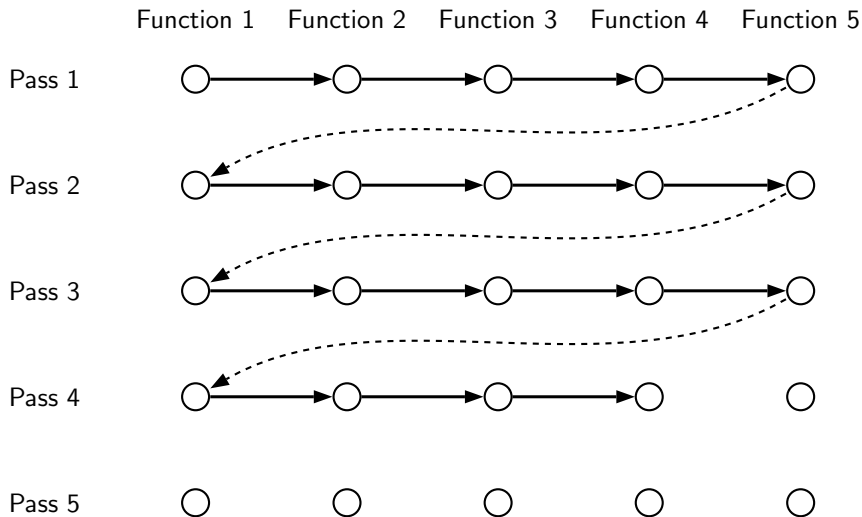 Function 1 Function 2 Function 3 Function 4 Function 5
Pass 1
Pass 2
Pass 3
Pass 4
Pass 5